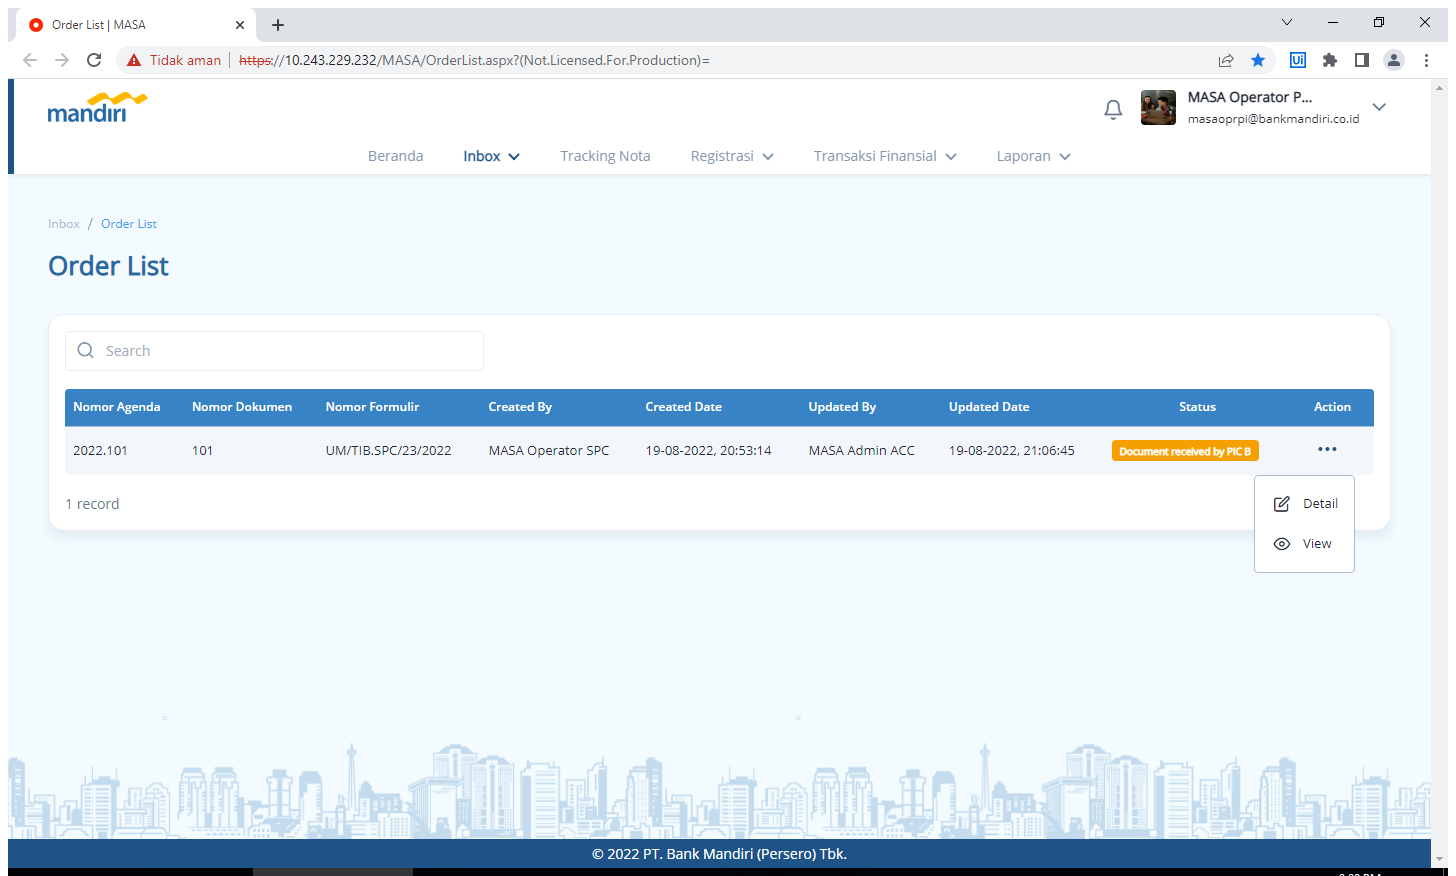 Order List | MASA
Tidak aman | https://10.243.229.232/MASA/OrderList.aspx?(Not.Licensed.For.Production)=
Ui
mandiri
MASA Operator P...
masaoprpi@bankmandiri.co.id
Beranda Inbox Tracking Nota Registrasi Transaksi Finansial Laporan
Inbox / Order List
Order List
Search
Nomor Agenda Nomor Dokumen Nomor Formulir Created By Created Date Updated By Updated Date Status Action
2022.101 101 UM/TIB.SPC/23/2022 MASA Operator SPC 19-08-2022, 20:53:14 MASA Admin ACC 19-08-2022, 21:06:45 Document received by PIC B
1 record
Detail
View
© 2022 PT. Bank Mandiri (Persero) Tbk.